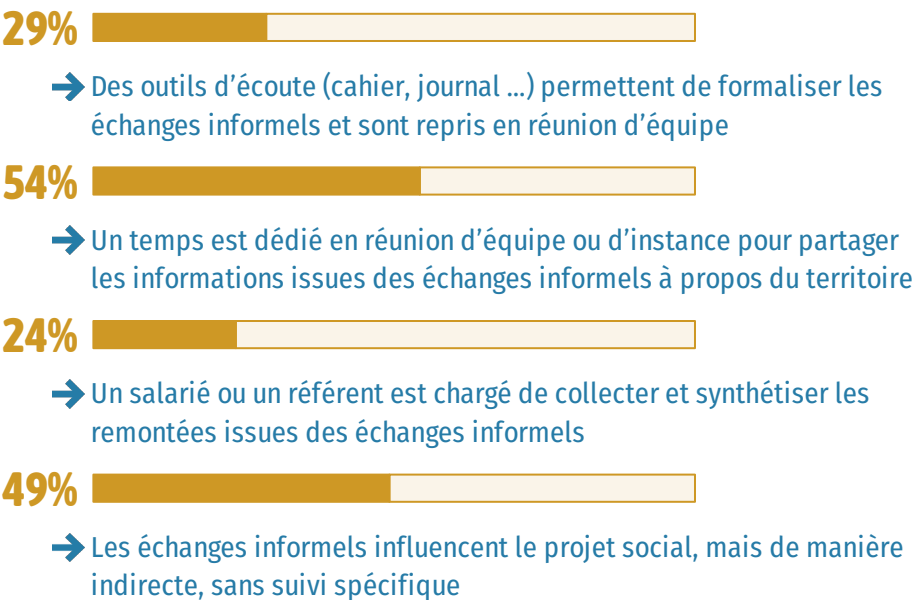 29%
→ Des outils d’écoute (cahier, journal ...) permettent de formaliser les
échanges informels et sont repris en réunion d’équipe
54%
→ Un temps est dédié en réunion d’équipe ou d’instance pour partager
les informations issues des échanges informels à propos du territoire
24%
→ Un salarié ou un référent est chargé de collecter et synthétiser les
remontées issues des échanges informels
49%
→ Les échanges informels influencent le projet social, mais de manière
indirecte, sans suivi spécifique